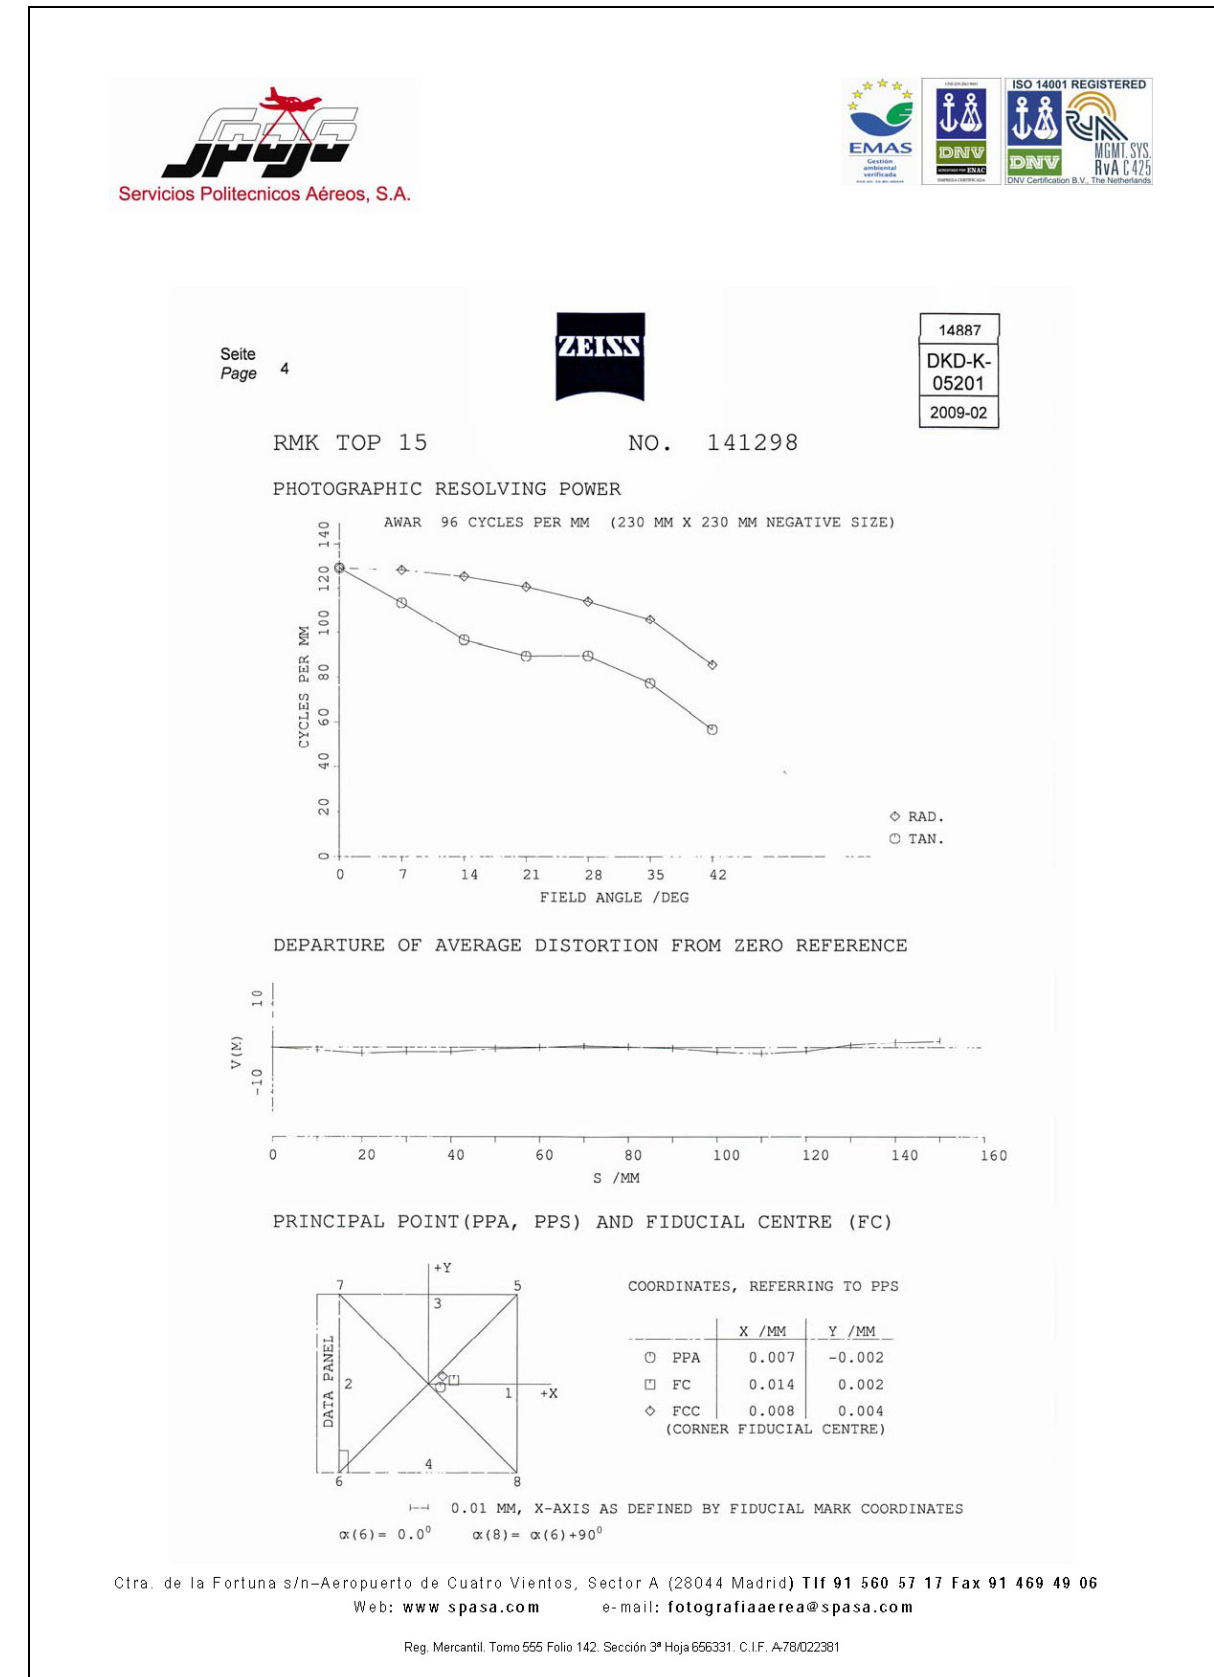 spasa
Servicios Politecnicos Aéreos, S.A.
EMAS
Gestión
ambiental
verificada
DNV
ENAC
ISO 14001 REGISTERED
DNV
MGMT. SYS.
RvA C 425
DNV Certification B.V., The Netherlands
Seite
Page 4
ZEISS
14887
DKD-K-
05201
2009-02
RMK TOP 15 NO. 141298
PHOTOGRAPHIC RESOLVING POWER
AWAR 96 CYCLES PER MM (230 MM X 230 MM NEGATIVE SIZE)
CYCLES PER MM
140
120
100
80
60
40
20
0
◇ RAD.
○ TAN.
0 7 14 21 28 35 42
FIELD ANGLE /DEG
DEPARTURE OF AVERAGE DISTORTION FROM ZERO REFERENCE
10
V(M)
-10
0 20 40 60 80 100 120 140 160
S /MM
PRINCIPAL POINT(PPA, PPS) AND FIDUCIAL CENTRE (FC)
+Y
7 5
3
DATA PANEL
2
1 +X
4
6 8
COORDINATES, REFERRING TO PPS
X /MM Y /MM
PPA 0.007 -0.002
FC 0.014 0.002
FCC 0.008 0.004
(CORNER FIDUCIAL CENTRE)
0.01 MM, X-AXIS AS DEFINED BY FIDUCIAL MARK COORDINATES
α(6)= 0.0⁰ α(8)= α(6)+90⁰
Ctra. de la Fortuna s/n–Aeropuerto de Cuatro Vientos, Sector A (28044 Madrid) Tlf 91 560 57 17 Fax 91 469 49 06
Web: www spasa.com e-mail: fotografiaaerea@spasa.com
Reg. Mercantil. Tomo 555 Folio 142. Sección 3ª Hoja 656331. C.I.F. A-78/022381